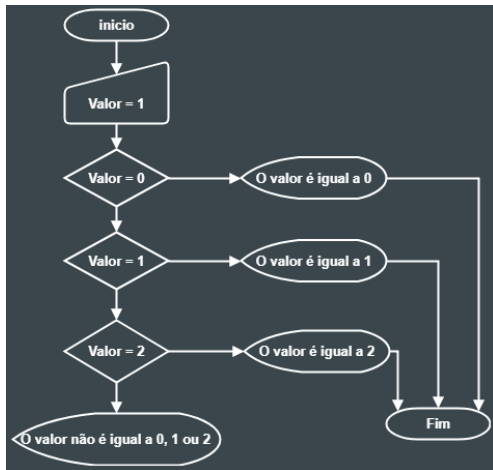 inicio
Valor = 1
Valor = 0
O valor é igual a 0
Valor = 1
O valor é igual a 1
Valor = 2
O valor é igual a 2
Fim
O valor não é igual a 0, 1 ou 2